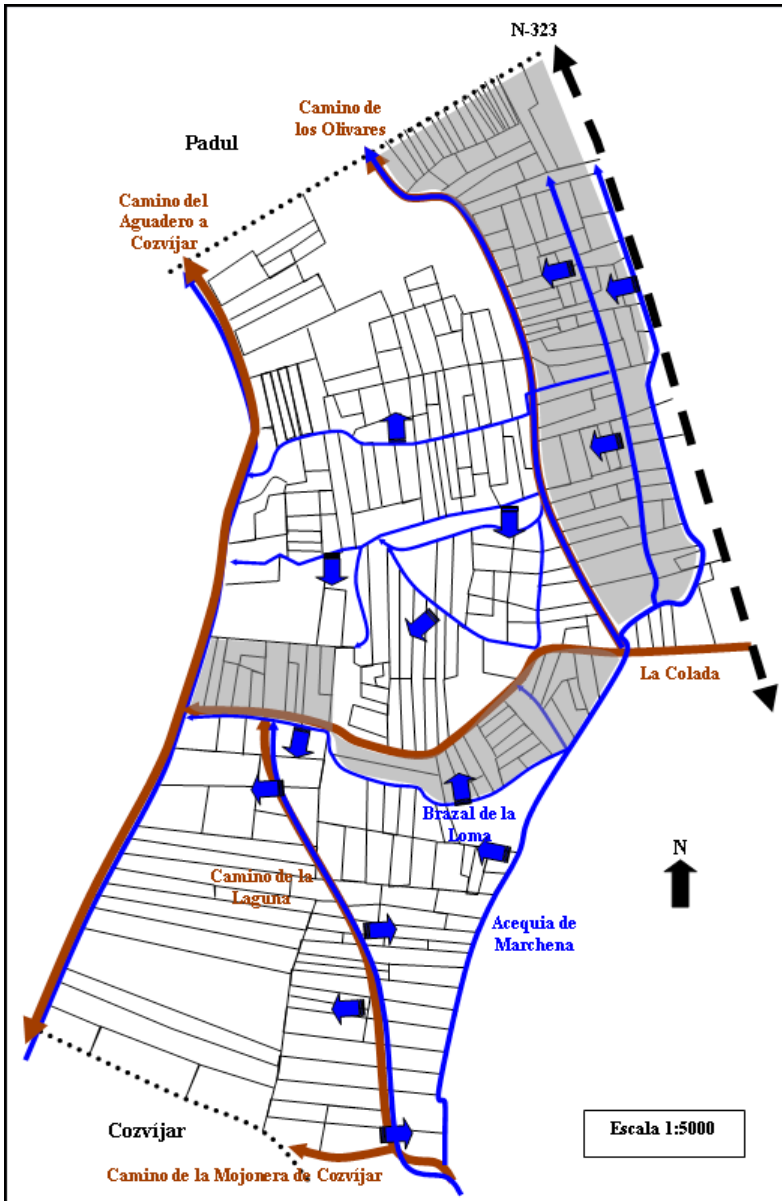 N-323
Camino de
los Olivares
Padul
Camino del
Aguadero a
Cozvíjar
La Colada
Brazal de la
Loma
N
Camino de la
Laguna
Acequia de
Marchena
Cozvíjar
Escala 1:5000
Camino de la Mojonera de Cozvíjar